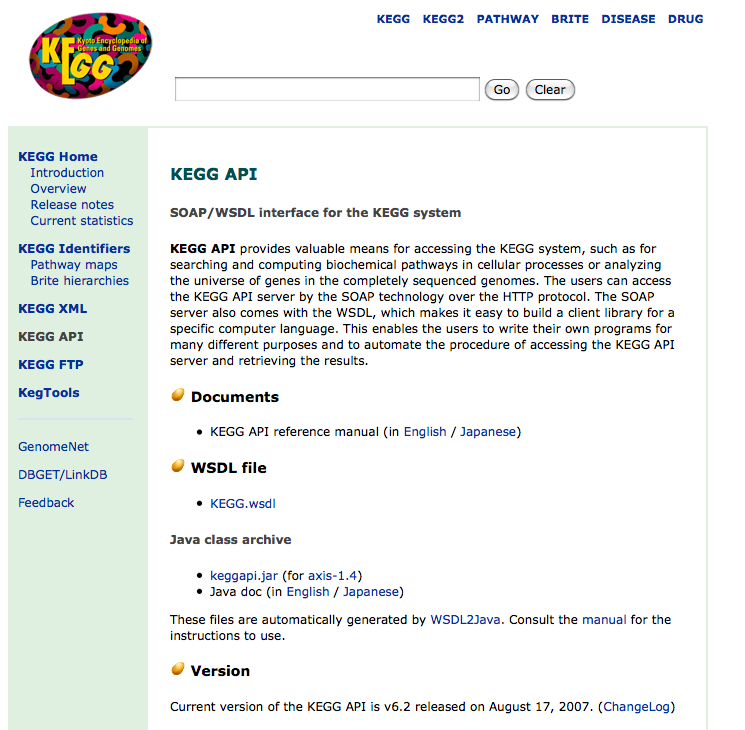 KEGG KEGG2 PATHWAY BRITE DISEASE DRUG
Kyoto Encyclopedia of
Genes and Genomes
KEGG
Go Clear
KEGG Home
Introduction
Overview
Release notes
Current statistics
KEGG Identifiers
Pathway maps
Brite hierarchies
KEGG XML
KEGG API
KEGG FTP
KegTools
GenomeNet
DBGET/LinkDB
Feedback
KEGG API
SOAP/WSDL interface for the KEGG system
KEGG API provides valuable means for accessing the KEGG system, such as for
searching and computing biochemical pathways in cellular processes or analyzing
the universe of genes in the completely sequenced genomes. The users can access
the KEGG API server by the SOAP technology over the HTTP protocol. The SOAP
server also comes with the WSDL, which makes it easy to build a client library for a
specific computer language. This enables the users to write their own programs for
many different purposes and to automate the procedure of accessing the KEGG API
server and retrieving the results.
Documents
• KEGG API reference manual (in English / Japanese)
WSDL file
• KEGG.wsdl
Java class archive
• keggapi.jar (for axis-1.4)
• Java doc (in English / Japanese)
These files are automatically generated by WSDL2Java. Consult the manual for the
instructions to use.
Version
Current version of the KEGG API is v6.2 released on August 17, 2007. (ChangeLog)